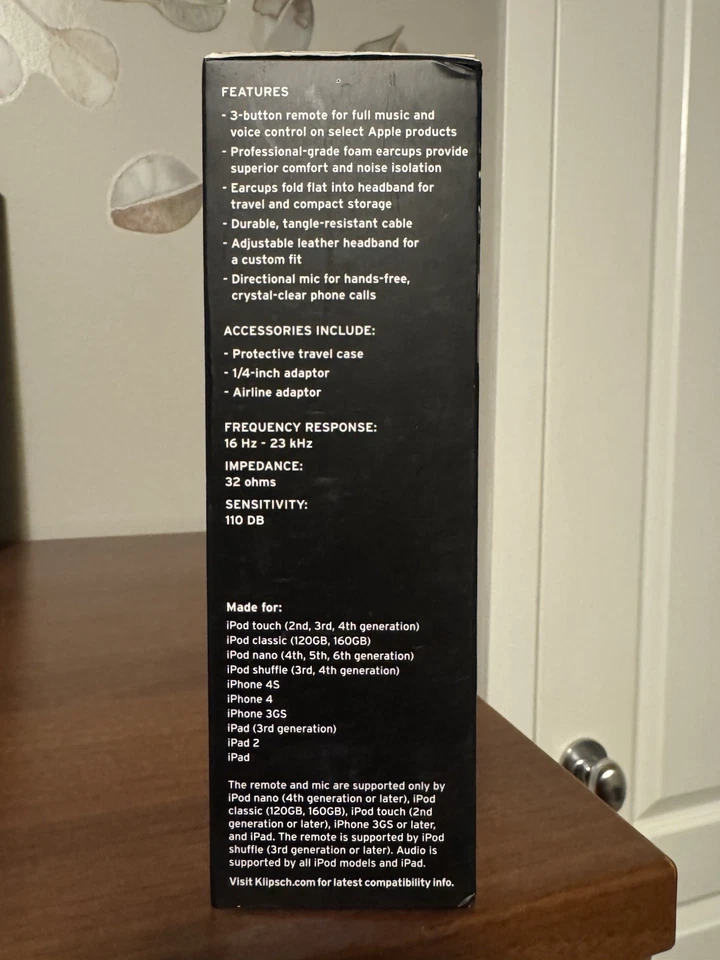 FEATURES
- 3-button remote for full music and
voice control on select Apple products
- Professional-grade foam earcups provide
superior comfort and noise isolation
- Earcups fold flat into headband for
travel and compact storage
- Durable, tangle-resistant cable
- Adjustable leather headband for
a custom fit
- Directional mic for hands-free,
crystal-clear phone calls
ACCESSORIES INCLUDE:
- Protective travel case
- 1/4-inch adaptor
- Airline adaptor
FREQUENCY RESPONSE:
16 Hz - 23 kHz
IMPEDANCE:
32 ohms
SENSITIVITY:
110 DB
Made for:
iPod touch (2nd, 3rd, 4th generation)
iPod classic (120GB, 160GB)
iPod nano (4th, 5th, 6th generation)
iPod shuffle (3rd, 4th generation)
iPhone 4S
iPhone 4
iPhone 3GS
iPad (3rd generation)
iPad 2
iPad
The remote and mic are supported only by
iPod nano (4th generation or later), iPod
classic (120GB, 160GB), iPod touch (2nd
generation or later), iPhone 3GS or later,
and iPad. The remote is supported by iPod
shuffle (3rd generation or later). Audio is
supported by all iPod models and iPad.
Visit Klipsch.com for latest compatibility info.